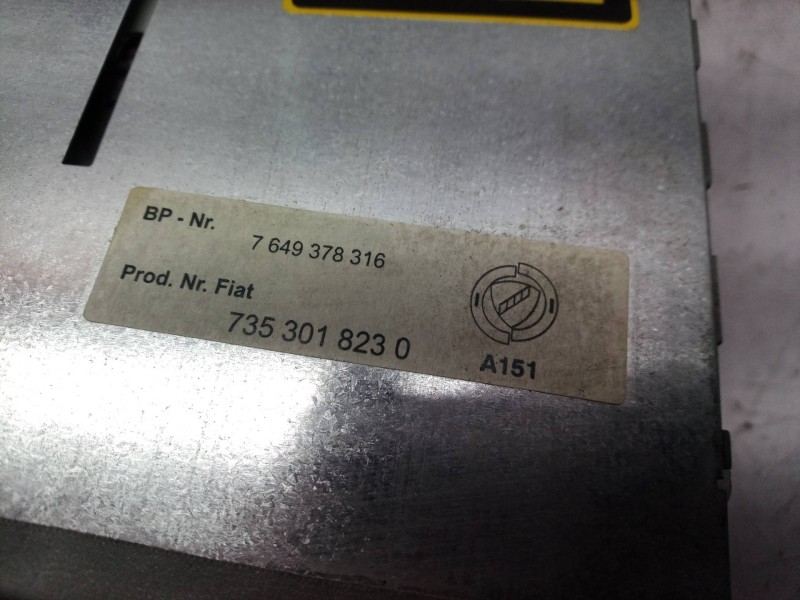 BP - Nr.
7 649 378 316
Prod. Nr. Fiat
735 301 823 0
A151